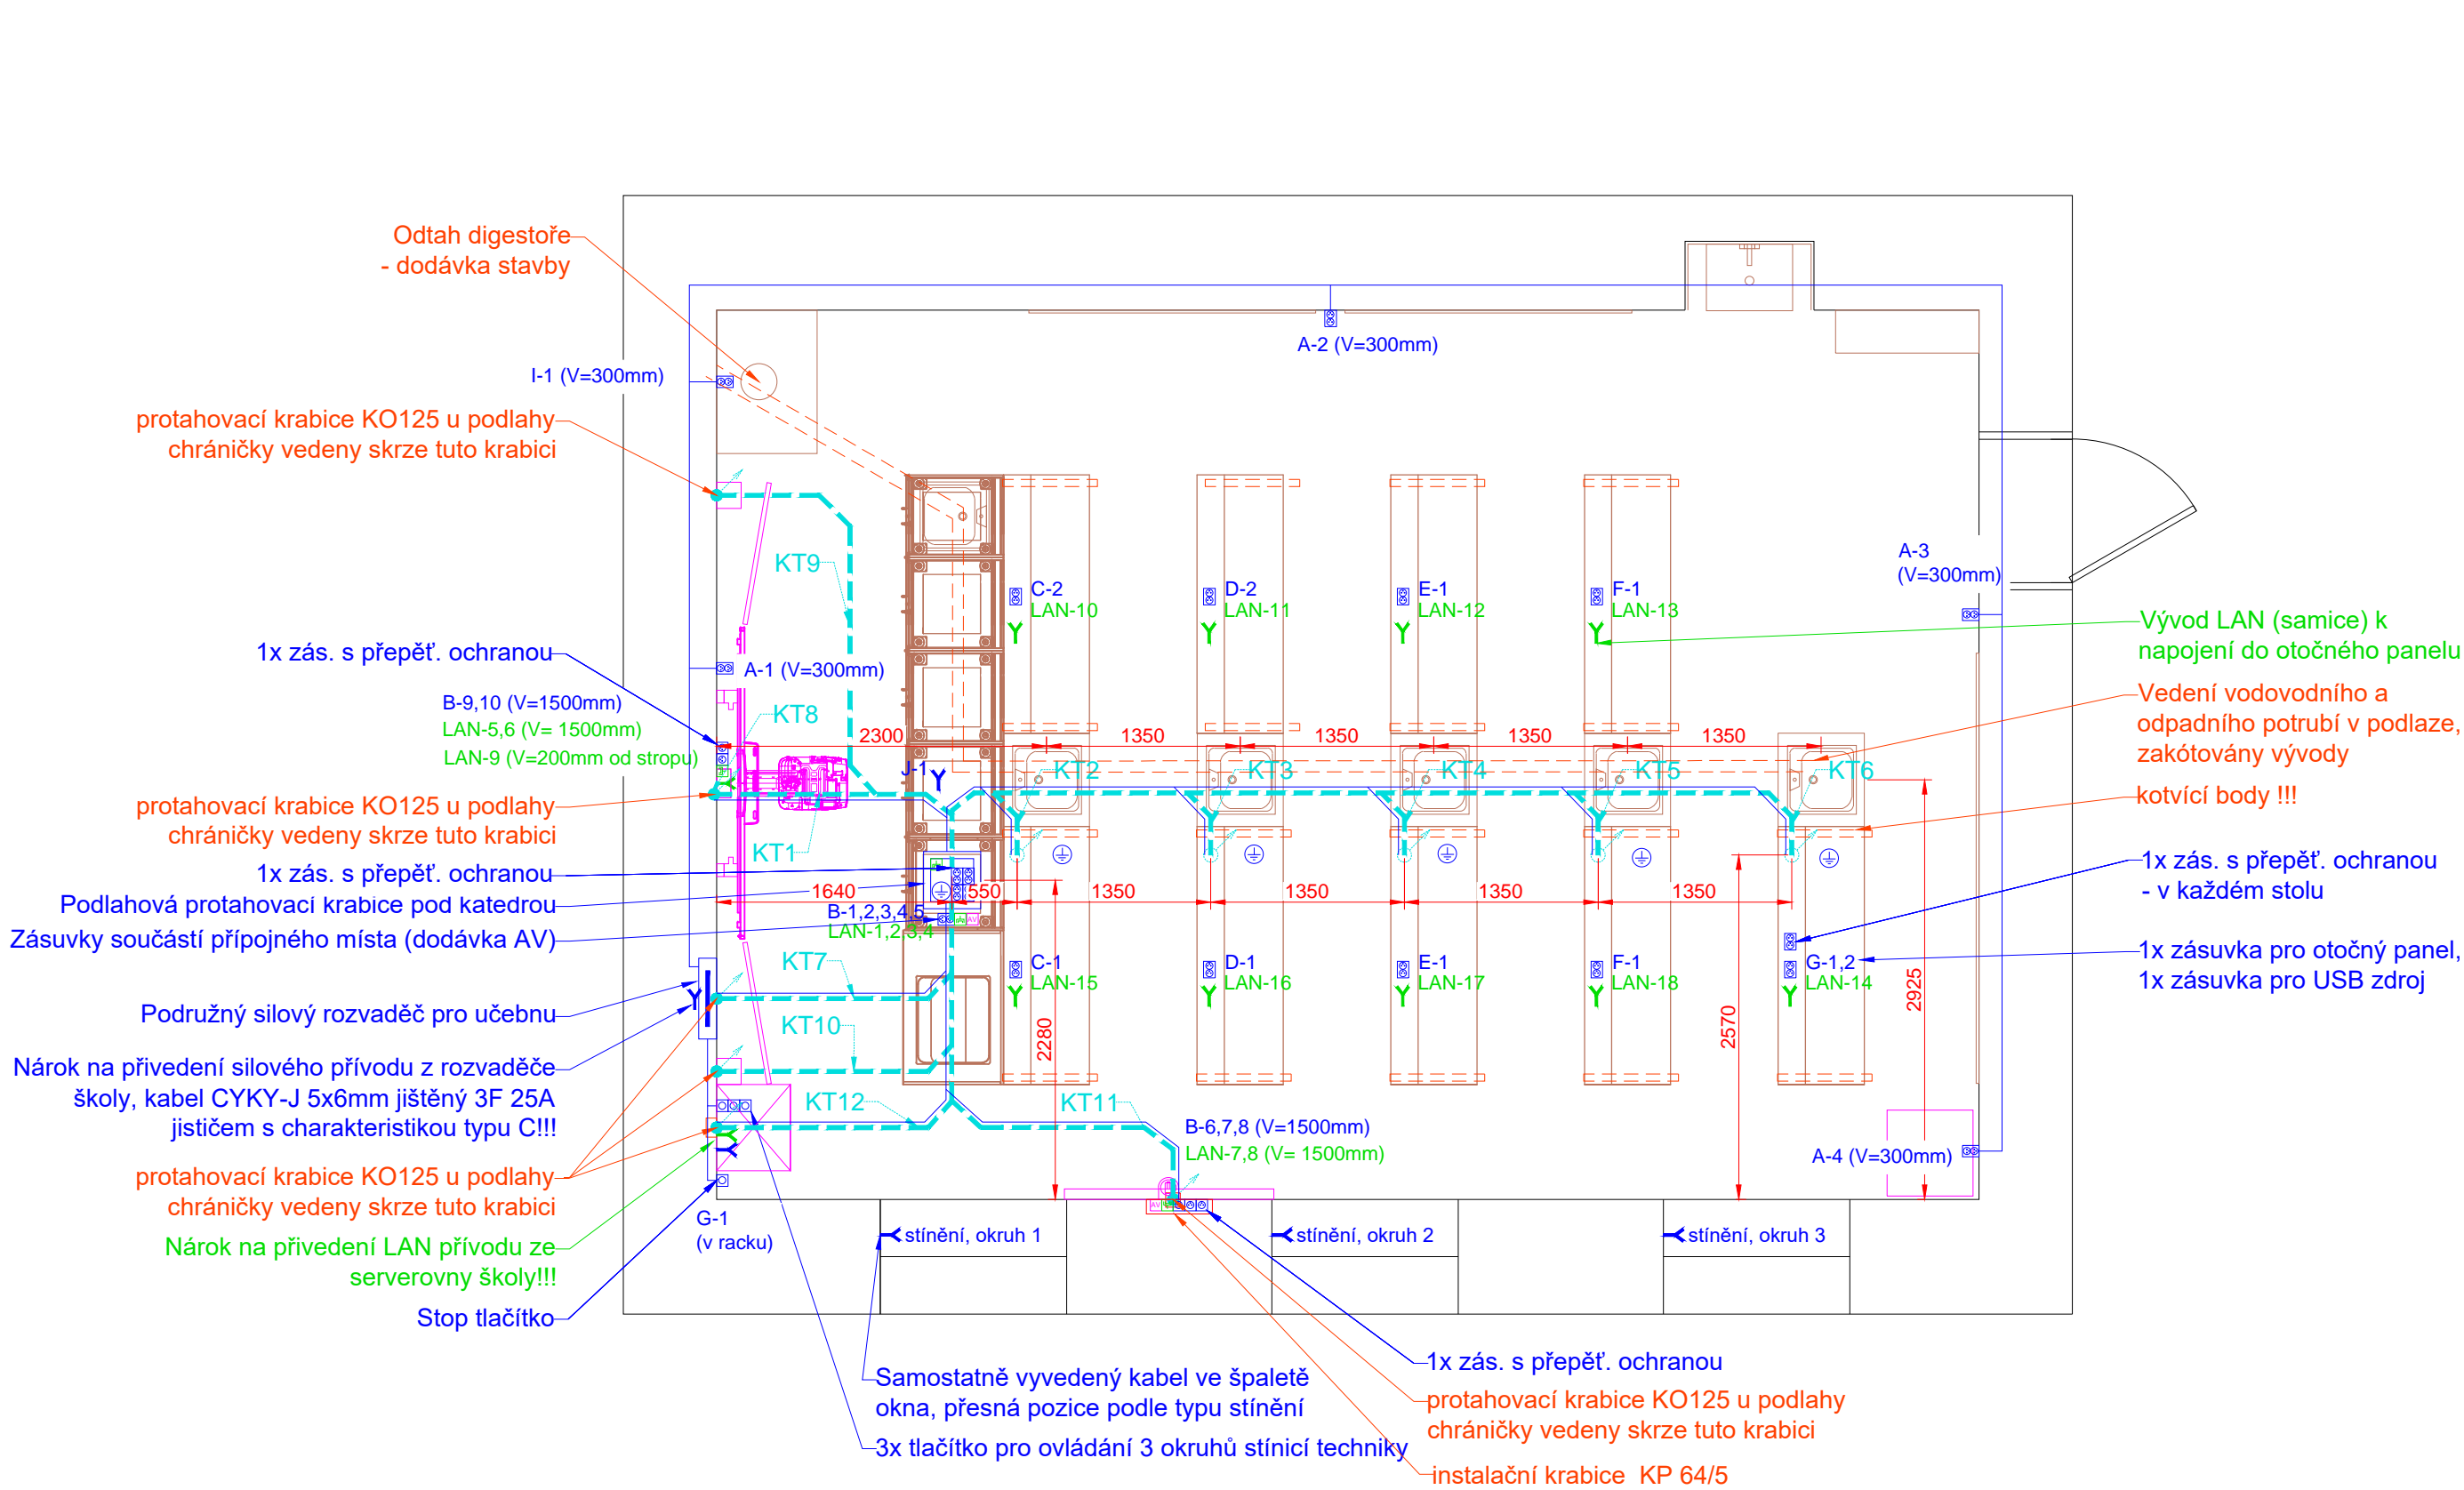 Odtah digestoře
- dodávka stavby
A-2 (V=300mm)
I-1 (V=300mm)
protahovací krabice KO125 u podlahy
chráničky vedeny skrze tuto krabici
KT9
A-3
(V=300mm)
C-2
LAN-10
D-2
LAN-11
E-1
LAN-12
F-1
LAN-13
Vývod LAN (samice) k
napojení do otočného panelu
1x zás. s přepěť. ochranou
A-1 (V=300mm)
B-9,10 (V=1500mm)
LAN-5,6 (V= 1500mm)
LAN-9 (V=200mm od stropu)
KT8
2300
1350
1350
1350
1350
Vedení vodovodního a
odpadního potrubí v podlaze,
zakótovány vývody
J-1
KT2
KT3
KT4
KT5
KT6
kotvící body !!!
protahovací krabice KO125 u podlahy
chráničky vedeny skrze tuto krabici
KT1
1x zás. s přepěť. ochranou
Podlahová protahovací krabice pod katedrou
Zásuvky součástí přípojného místa (dodávka AV)
1640
550
1350
1350
1350
1350
B-1,2,3,4,5
LAN-1,2,3,4
AV
1x zás. s přepěť. ochranou
- v každém stolu
1x zásuvka pro otočný panel,
1x zásuvka pro USB zdroj
KT7
C-1
LAN-15
D-1
LAN-16
E-1
LAN-17
F-1
LAN-18
G-1,2
LAN-14
2280
2570
2925
Podružný silový rozvaděč pro učebnu
KT10
Nárok na přivedení silového přívodu z rozvaděče
školy, kabel CYKY-J 5x6mm jištěný 3F 25A
jističem s charakteristikou typu C!!!
KT12
KT11
B-6,7,8 (V=1500mm)
LAN-7,8 (V= 1500mm)
A-4 (V=300mm)
protahovací krabice KO125 u podlahy
chráničky vedeny skrze tuto krabici
AV
G-1
(v racku)
stínění, okruh 1
stínění, okruh 2
stínění, okruh 3
Nárok na přivedení LAN přívodu ze
serverovny školy!!!
Stop tlačítko
Samostatně vyvedený kabel ve špaletě
okna, přesná pozice podle typu stínění
3x tlačítko pro ovládání 3 okruhů stínicí techniky
1x zás. s přepěť. ochranou
protahovací krabice KO125 u podlahy
chráničky vedeny skrze tuto krabici
instalační krabice KP 64/5